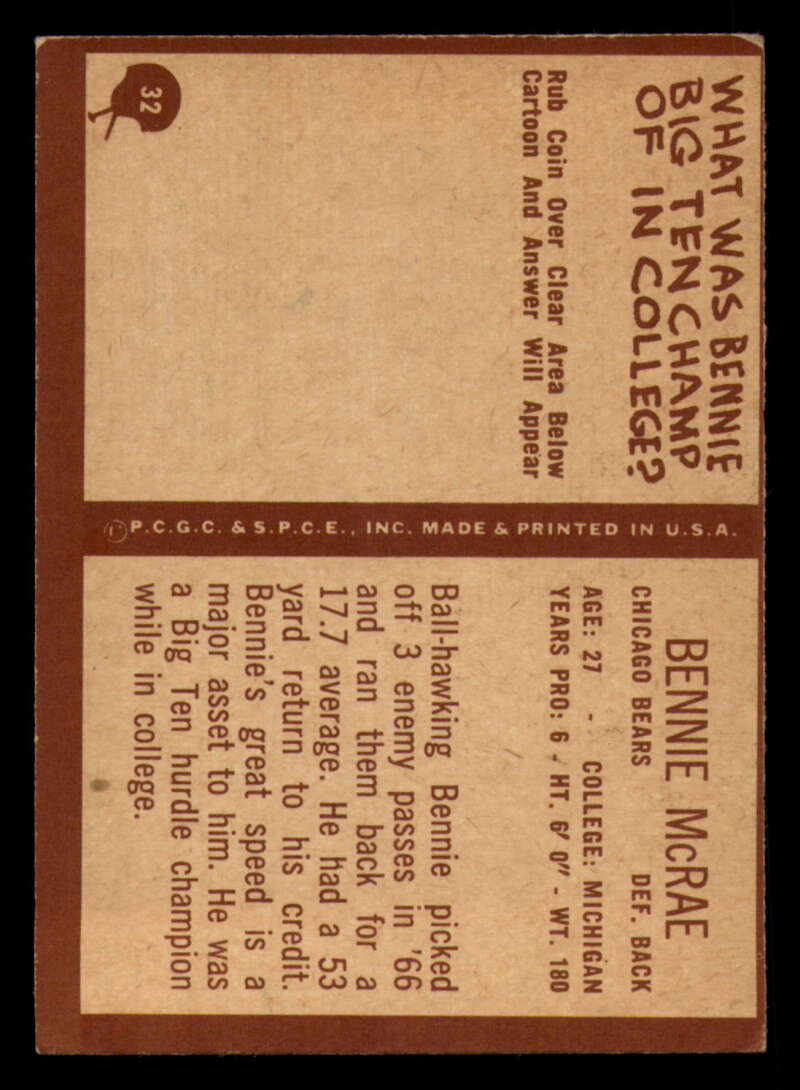 32
WHAT WAS BENNIE
BIG TEN CHAMP
OF IN COLLEGE?
Rub Coin Over Clear Area Below
Cartoon And Answer Will Appear
P.C.G.C. & S.P.C.E., INC. MADE & PRINTED IN U.S.A.
BENNIE McRAE
CHICAGO BEARS DEF. BACK
AGE: 27 - COLLEGE: MICHIGAN
YEARS PRO: 6 - HT. 6' 0" - WT. 180
Ball-hawking Bennie picked
off 3 enemy passes in '66
and ran them back for a
17.7 average. He had a 53
yard return to his credit.
Bennie's great speed is a
major asset to him. He was
a Big Ten hurdle champion
while in college.